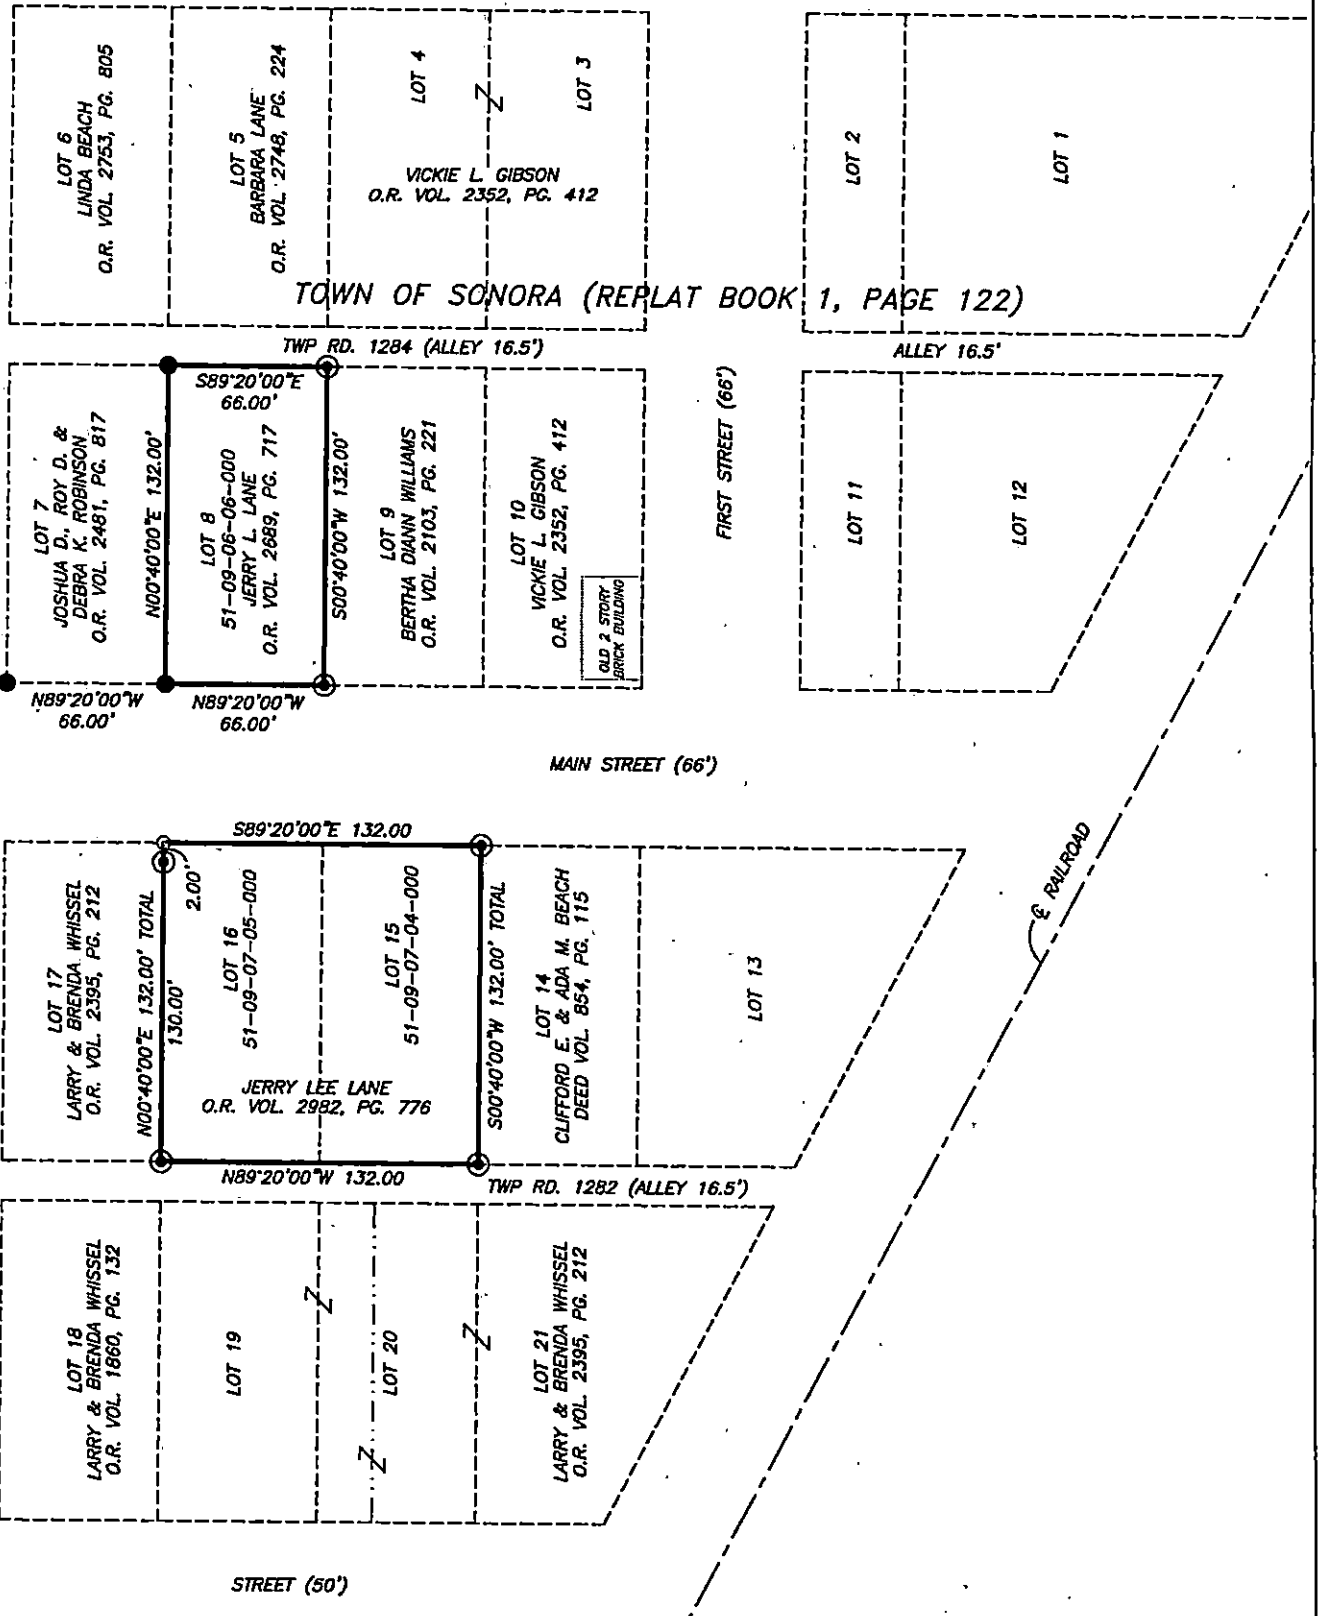 LOT 6
LINDA BEACH
O.R. VOL. 2753, PG. 805
LOT 5
BARBARA LANE
O.R. VOL. 2748, PG. 224
LOT 4
LOT 3
Z
VICKIE L. GIBSON
O.R. VOL. 2352, PG. 412
LOT 2
LOT 1
TOWN OF SONORA (REPLAT BOOK 1, PAGE 122)
TWP RD. 1284 (ALLEY 16.5')
ALLEY 16.5'
LOT 7
JOSHUA D., ROY D. &
DEBRA K. ROBINSON
O.R. VOL. 2481, PG. 817
N00°40'00"E 132.00'
S89°20'00"E
66.00'
LOT 8
51-09-06-06-000
JERRY L. LANE
O.R. VOL. 2689, PG. 717
S00°40'00"W 132.00'
LOT 9
BERTHA DIANN WILLIAMS
O.R. VOL. 2103, PG. 221
LOT 10
VICKIE L. GIBSON
O.R. VOL. 2352, PG. 412
OLD 2 STORY
BRICK BUILDING
FIRST STREET (66')
LOT 11
LOT 12
N89°20'00"W
66.00'
N89°20'00"W
66.00'
MAIN STREET (66')
S89°20'00"E 132.00
LOT 17
LARRY & BRENDA WHISSEL
O.R. VOL. 2395, PG. 212
N00°40'00"E 132.00' TOTAL
130.00'
2.00'
LOT 16
51-09-07-05-000
LOT 15
51-09-07-04-000
JERRY LEE LANE
O.R. VOL. 2982, PG. 776
S00°40'00"W 132.00' TOTAL
LOT 14
CLIFFORD E. & ADA M. BEACH
DEED VOL. 854, PG. 115
LOT 13
℄ RAILROAD
N89°20'00"W 132.00
TWP RD. 1282 (ALLEY 16.5')
LOT 18
LARRY & BRENDA WHISSEL
O.R. VOL. 1860, PG. 132
LOT 19
Z
Z
LOT 20
Z
LOT 21
LARRY & BRENDA WHISSEL
O.R. VOL. 2395, PG. 212
STREET (50')